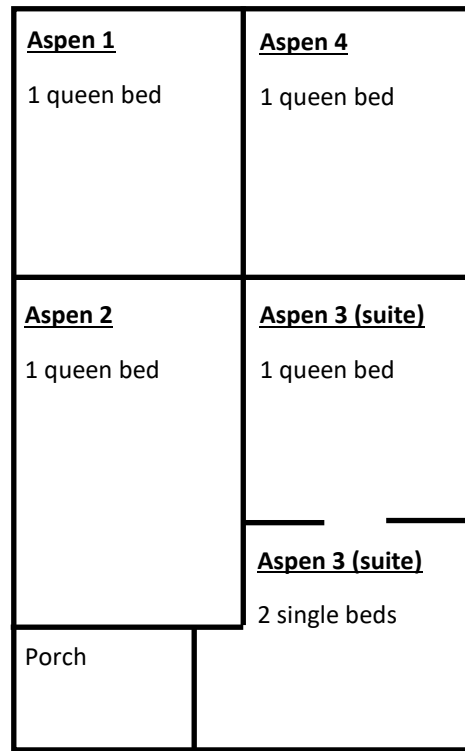 Aspen 1
1 queen bed
Aspen 4
1 queen bed
Aspen 2
1 queen bed
Aspen 3 (suite)
1 queen bed
Aspen 3 (suite)
2 single beds
Porch